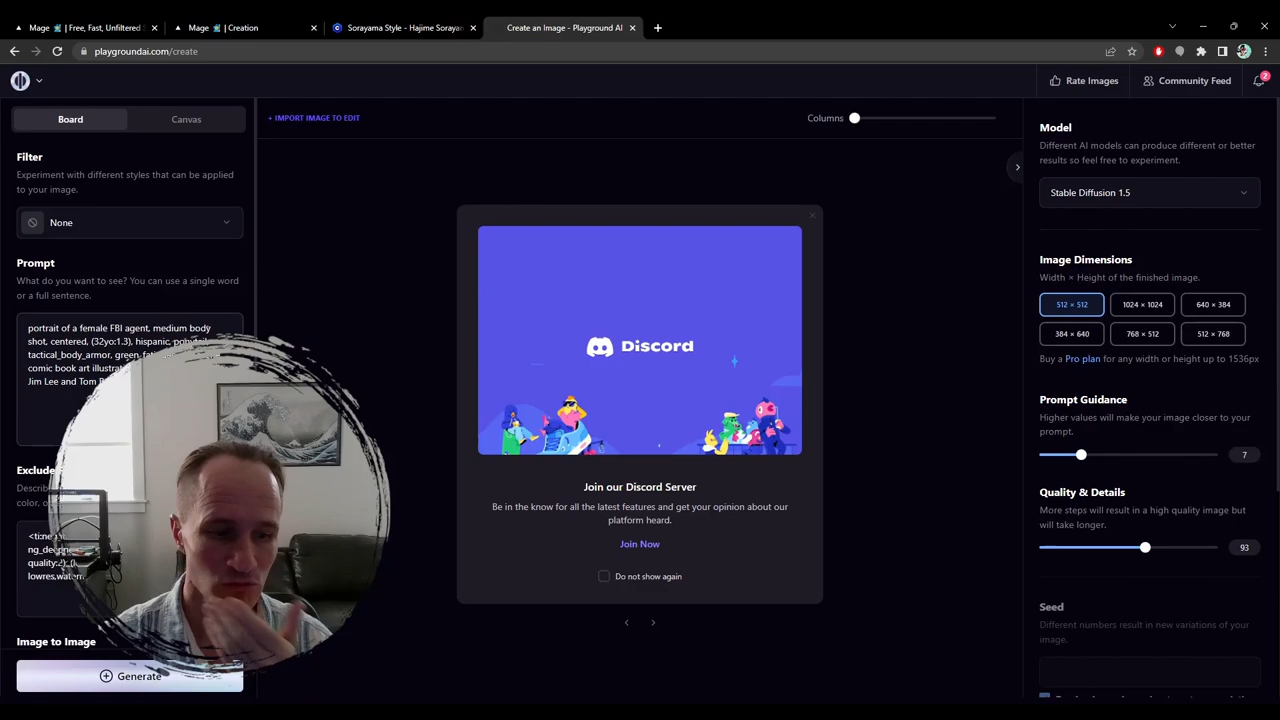 Mage | Free, Fast, Unfiltered
Mage | Creation
Sorayama Style - Hajime Sorayan
Create an Image - Playground AI
playgroundai.com/create
Rate Images
Community Feed
2
Board
Canvas
+ IMPORT IMAGE TO EDIT
Columns
Filter
Experiment with different styles that can be applied
to your image.
None
Prompt
What do you want to see? You can use a single word
or a full sentence.
portrait of a female FBI agent, medium body
shot, centered, (32yo:1.3), hispanic, ponytail,
tactical_body_armor, green
comic book art
Jim Lee and Tom
Exclude
Describ
color, o
ng_deep
quality:
lowres,
Image to Image
Generate
Discord
Join our Discord Server
Be in the know for all the latest features and get your opinion about our
platform heard.
Join Now
Do not show again
Model
Different AI models can produce different or better
results so feel free to experiment.
Stable Diffusion 1.5
Image Dimensions
Width × Height of the finished image.
512 × 512
1024 × 1024
640 × 384
384 × 640
768 × 512
512 × 768
Buy a Pro plan for any width or height up to 1536px
Prompt Guidance
Higher values will make your image closer to your
prompt.
7
Quality & Details
More steps will result in a high quality image but
will take longer.
93
Seed
Different numbers result in new variations of your
image.